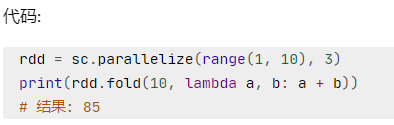 代码:
rdd = sc.parallelize(range(1, 10), 3)
print(rdd.fold(10, lambda a, b: a + b))
# 结果: 85